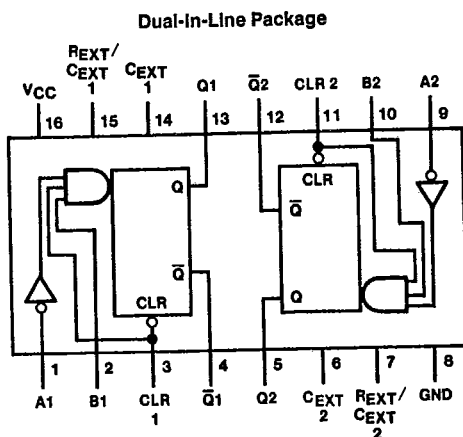 Dual-In-Line Package
VCC
REXT/
CEXT
1
CEXT
1
Q1
Q̅2
CLR 2
B2
A2
16
15
14
13
12
11
10
9
Q
Q̅
CLR
CLR
Q̅
Q
1
2
3
4
5
6
7
8
A1
B1
CLR
1
Q̅1
Q2
CEXT
2
REXT/
CEXT
2
GND